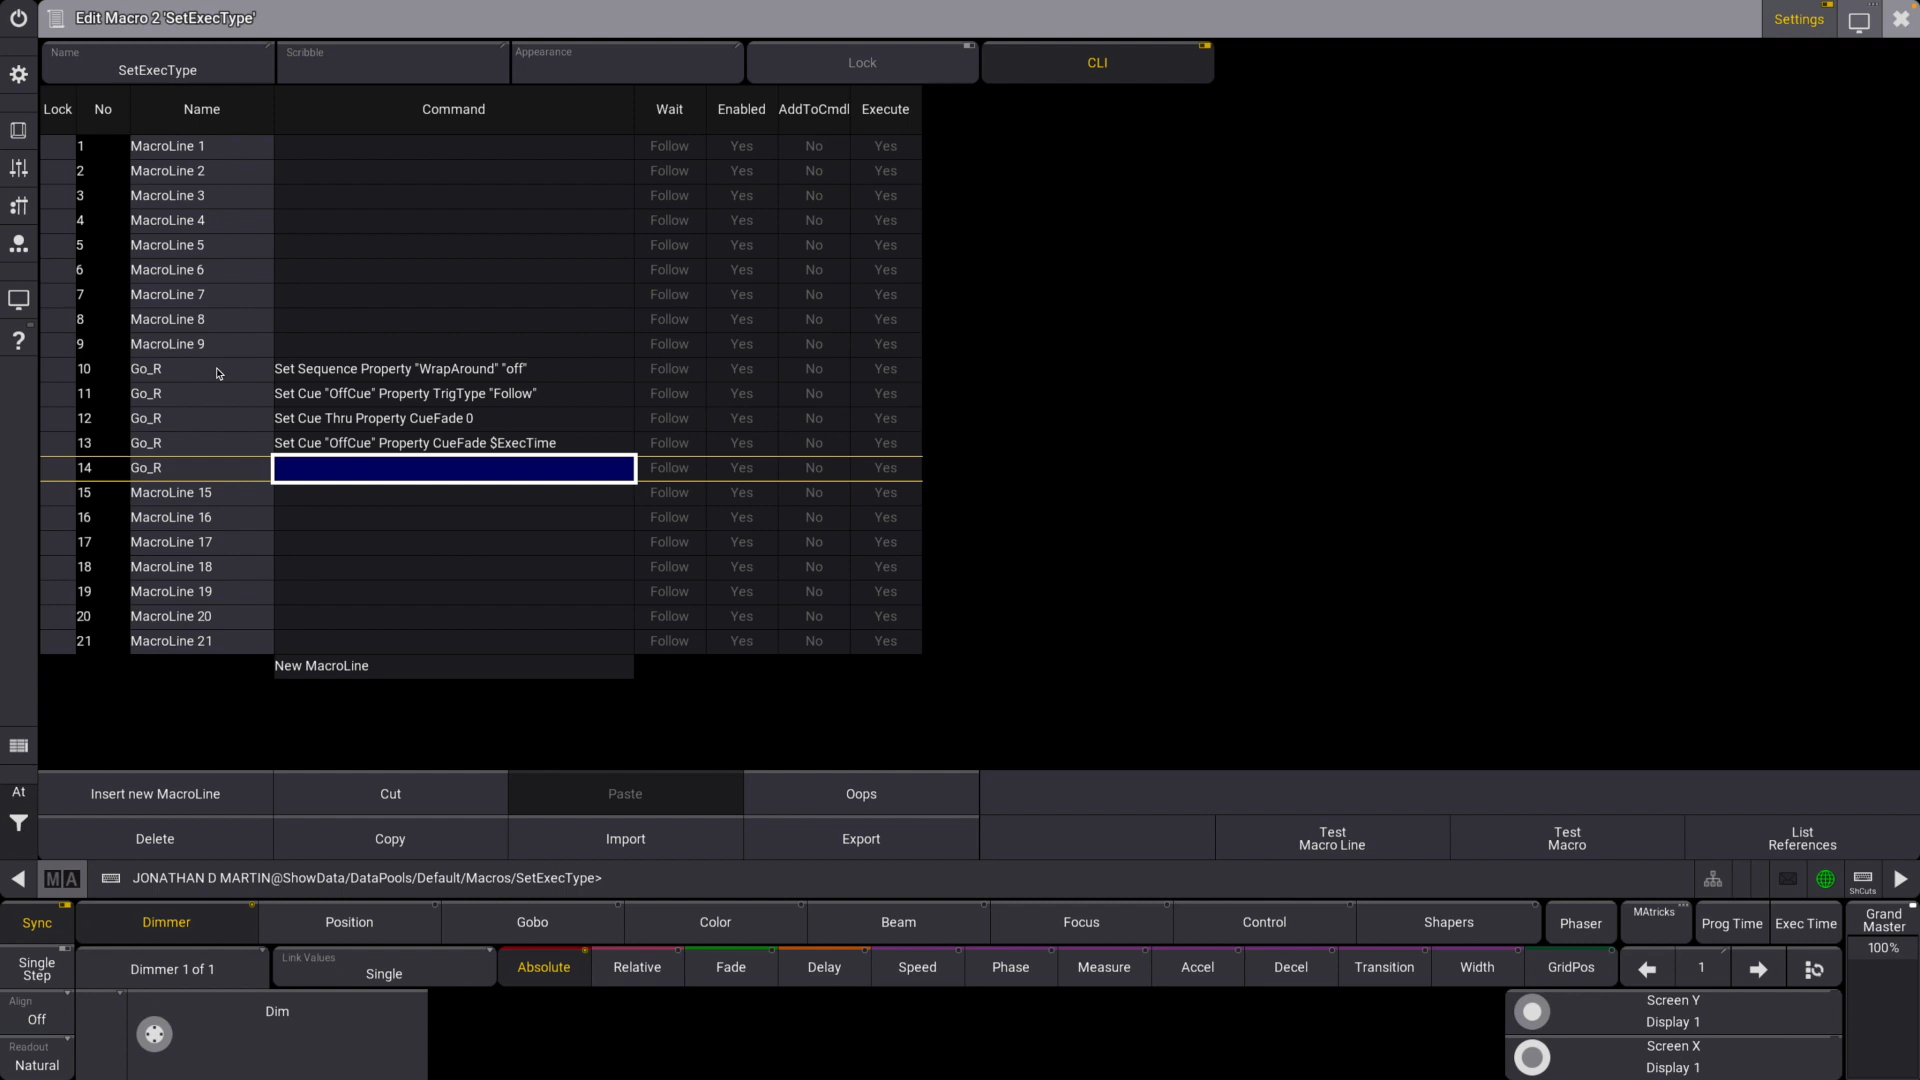 Edit Macro 2 'SetExecType'
Settings
Name
SetExecType
Scribble
Appearance
Lock
CLI
Lock No Name Command Wait Enabled AddToCmdl Execute
1 MacroLine 1 Follow Yes No Yes
2 MacroLine 2 Follow Yes No Yes
3 MacroLine 3 Follow Yes No Yes
4 MacroLine 4 Follow Yes No Yes
5 MacroLine 5 Follow Yes No Yes
6 MacroLine 6 Follow Yes No Yes
7 MacroLine 7 Follow Yes No Yes
8 MacroLine 8 Follow Yes No Yes
9 MacroLine 9 Follow Yes No Yes
10 Go_R Set Sequence Property "WrapAround" "off" Follow Yes No Yes
11 Go_R Set Cue "OffCue" Property TrigType "Follow" Follow Yes No Yes
12 Go_R Set Cue Thru Property CueFade 0 Follow Yes No Yes
13 Go_R Set Cue "OffCue" Property CueFade $ExecTime Follow Yes No Yes
14 Go_R Follow Yes No Yes
15 MacroLine 15 Follow Yes No Yes
16 MacroLine 16 Follow Yes No Yes
17 MacroLine 17 Follow Yes No Yes
18 MacroLine 18 Follow Yes No Yes
19 MacroLine 19 Follow Yes No Yes
20 MacroLine 20 Follow Yes No Yes
21 MacroLine 21 Follow Yes No Yes
New MacroLine
At
Insert new MacroLine Cut Paste Oops
Delete Copy Import Export
Test
Macro Line
Test
Macro
List
References
MA JONATHAN D MARTIN@ShowData/DataPools/Default/Macros/SetExecType>
ShCuts
Sync Dimmer Position Gobo Color Beam Focus Control Shapers Phaser MAtricks Prog Time Exec Time
Grand
Master
100%
Single
Step
Dimmer 1 of 1
Link Values
Single
Absolute Relative Fade Delay Speed Phase Measure Accel Decel Transition Width GridPos 1
Align
Off
Readout
Natural
Dim
Screen Y
Display 1
Screen X
Display 1